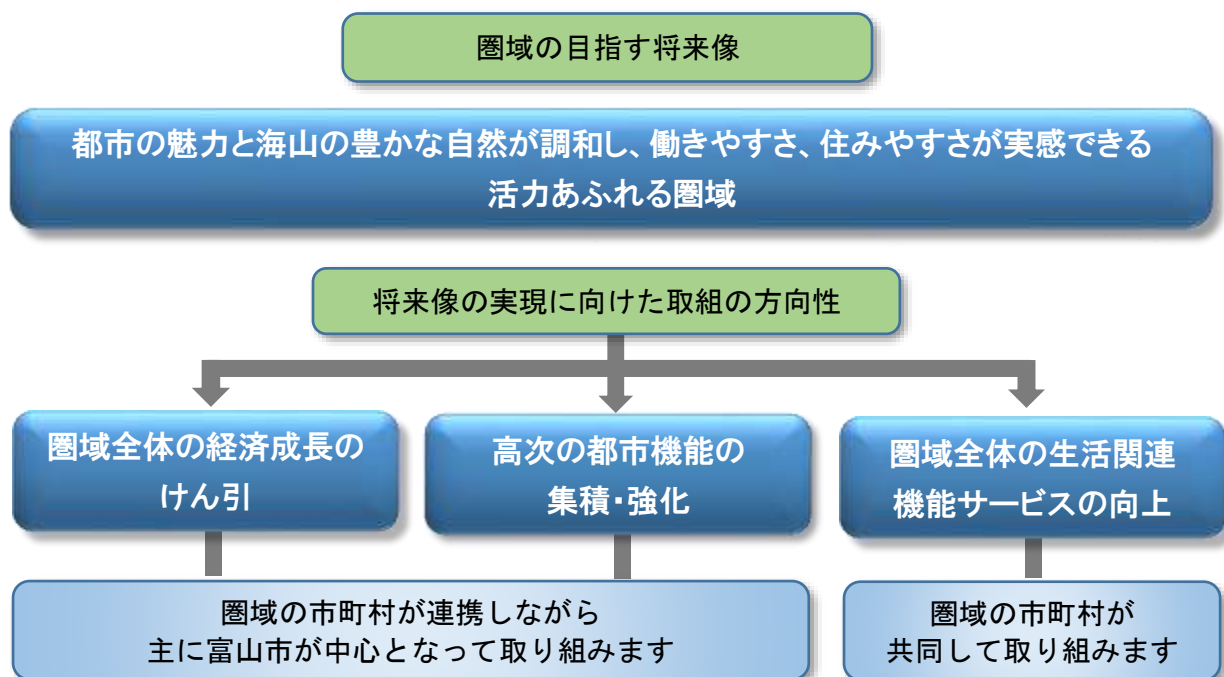 圏域の目指す将来像
都市の魅力と海山の豊かな自然が調和し、働きやすさ、住みやすさが実感できる
活力あふれる圏域
将来像の実現に向けた取組の方向性
圏域全体の経済成長の
けん引
高次の都市機能の
集積・強化
圏域全体の生活関連
機能サービスの向上
圏域の市町村が連携しながら
主に富山市が中心となって取り組みます
圏域の市町村が
共同して取り組みます